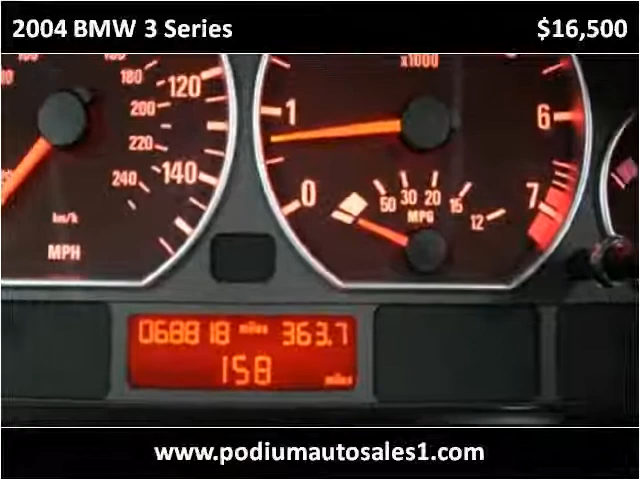 2004 BMW 3 Series $16,500
x1000
180 120
200 1 6
220
240 140 0 50 30 20 15 12 7
MPG
km/h
MPH
068818 miles 363.7
158 miles
www.podiumautosales1.com